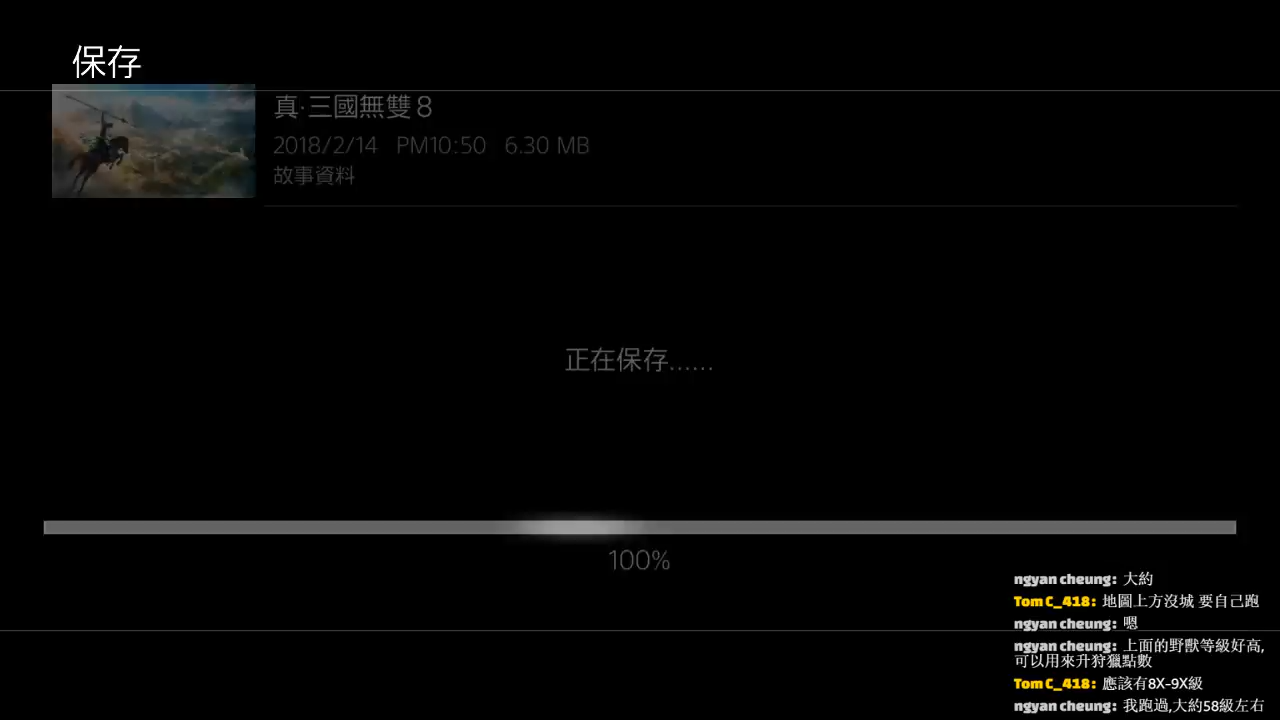 保存
真·三國無雙8
2018/2/14 PM10:50 6.30 MB
故事資料
正在保存......
100%
ngyan cheung: 大約
Tom C_418: 地圖上方沒城 要自己跑
ngyan cheung: 嗯
ngyan cheung: 上面的野獸等級好高,
可以用來升狩獵點數
Tom C_418: 應該有8X-9X級
ngyan cheung: 我跑過,大約58級左右